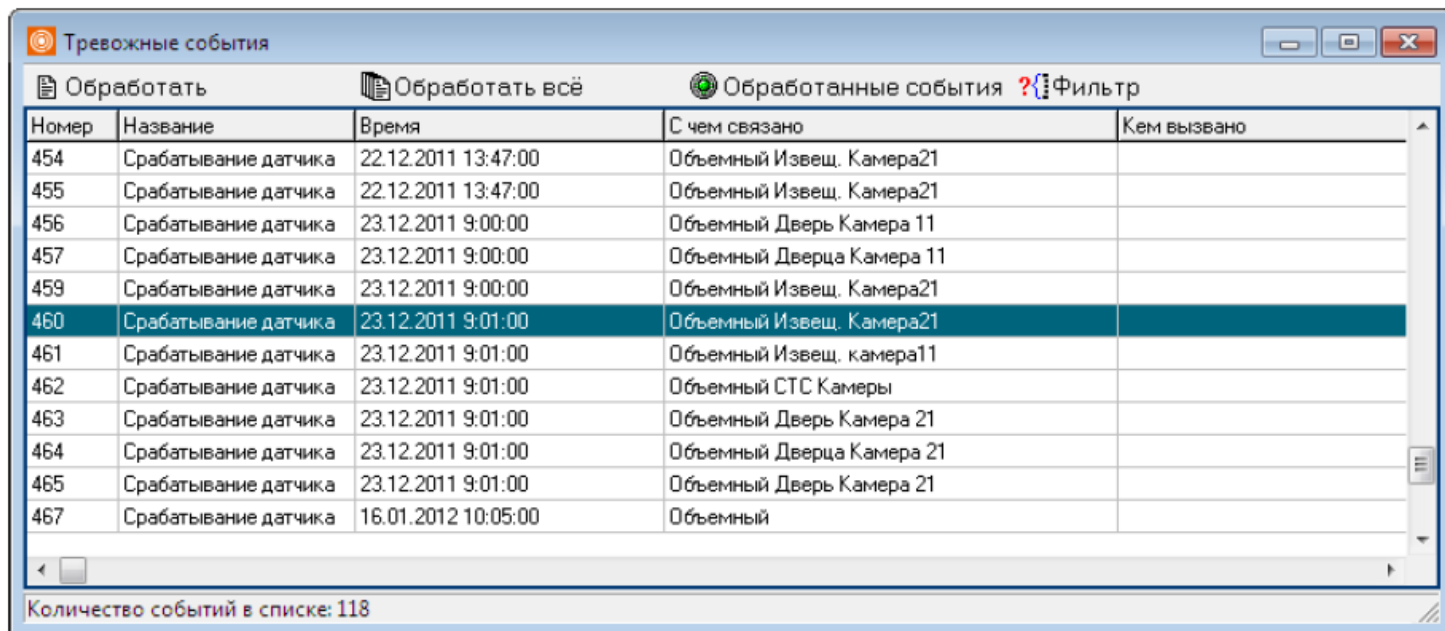 Тревожные события
Обработать Обработать всё Обработанные события ?{Фильтр
Номер Название Время С чем связано Кем вызвано
454 Срабатывание датчика 22.12.2011 13:47:00 Объемный Извещ. Камера21
455 Срабатывание датчика 22.12.2011 13:47:00 Объемный Извещ. Камера21
456 Срабатывание датчика 23.12.2011 9:00:00 Объемный Дверь Камера 11
457 Срабатывание датчика 23.12.2011 9:00:00 Объемный Дверца Камера 11
459 Срабатывание датчика 23.12.2011 9:00:00 Объемный Извещ. Камера21
460 Срабатывание датчика 23.12.2011 9:01:00 Объемный Извещ. Камера21
461 Срабатывание датчика 23.12.2011 9:01:00 Объемный Извещ. камера11
462 Срабатывание датчика 23.12.2011 9:01:00 Объемный СТС Камеры
463 Срабатывание датчика 23.12.2011 9:01:00 Объемный Дверь Камера 21
464 Срабатывание датчика 23.12.2011 9:01:00 Объемный Дверца Камера 21
465 Срабатывание датчика 23.12.2011 9:01:00 Объемный Дверь Камера 21
467 Срабатывание датчика 16.01.2012 10:05:00 Объемный
Количество событий в списке: 118